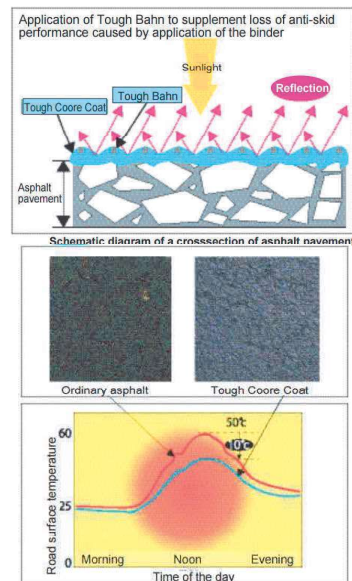 Application of Tough Bahn to supplement loss of anti-skid
performance caused by application of the binder
Sunlight
Reflection
Tough Bahn
Tough Coore Coat
Asphalt
pavement
Schematic diagram of a crosssection of asphalt pavement
Ordinary asphalt
Tough Coore Coat
Road surface temperature
60
25
0
50℃
10℃
Morning
Noon
Evening
Time of the day